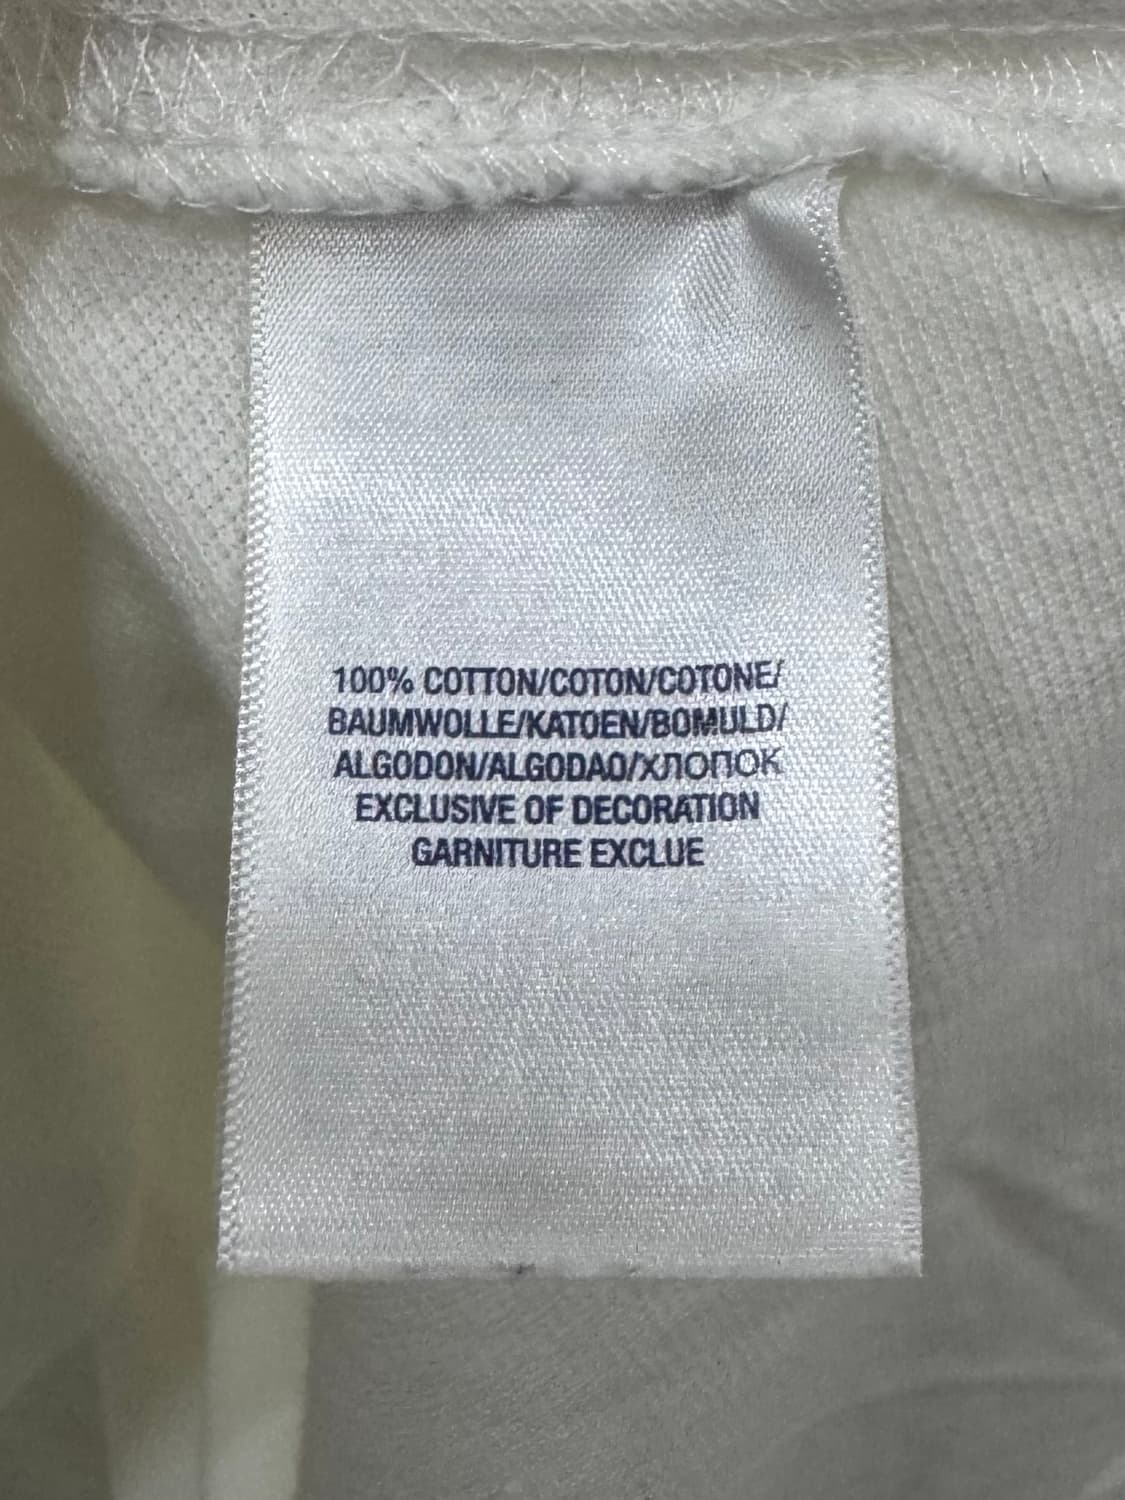 100% COTTON/COTON/COTONE/
BAUMWOLLE/KATOEN/BOMULD/
ALGODON/ALGODAO/ХЛОПОК
EXCLUSIVE OF DECORATION
GARNITURE EXCLUE